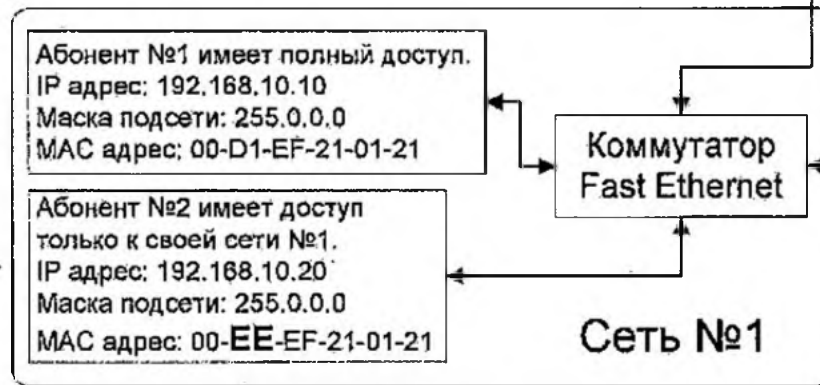 Абонент №1 имеет полный доступ.
IP адрес: 192.168.10.10
Маска подсети: 255.0.0.0
MAC адрес: 00-D1-EF-21-01-21
Абонент №2 имеет доступ
только к своей сети №1.
IP адрес: 192.168.10.20
Маска подсети: 255.0.0.0
MAC адрес: 00-EE-EF-21-01-21
Коммутатор
Fast Ethernet
Сеть №1